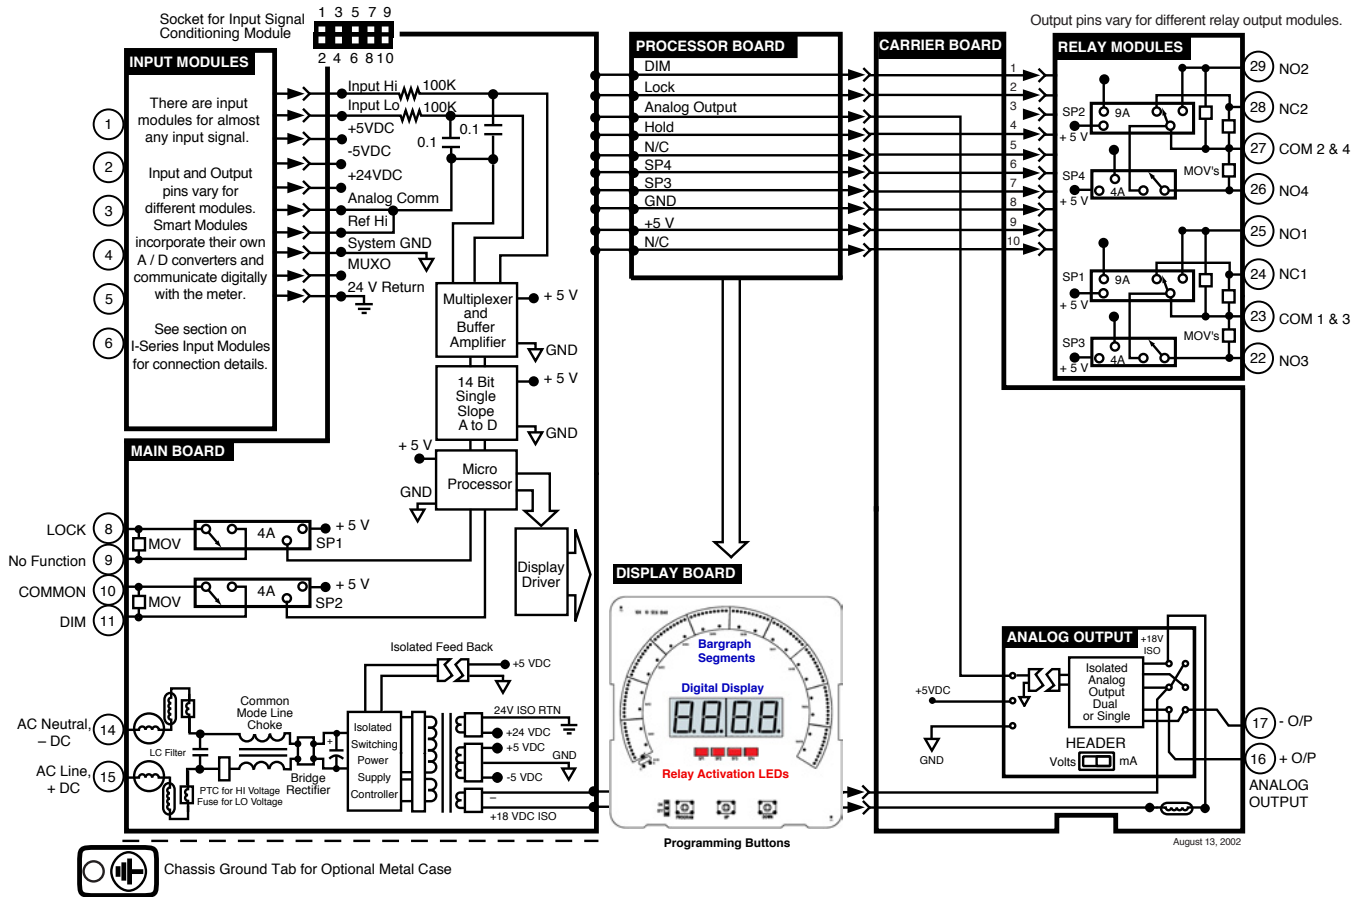 1 3 5 7 9
Socket for Input Signal
Conditioning Module
2 4 6 8 10
Output pins vary for different relay output modules.
INPUT MODULES
There are input
modules for almost
any input signal.
Input and Output
pins vary for
different modules.
Smart Modules
incorporate their own
A / D converters and
communicate digitally
with the meter.
See section on
I-Series Input Modules
for connection details.
1
2
3
4
5
6
Input Hi 100K
Input Lo 100K
+5VDC
-5VDC
+24VDC
Analog Comm
Ref Hi
System GND
MUXO
24 V Return
0.1
0.1
Multiplexer
and
Buffer
Amplifier
+ 5 V
GND
14 Bit
Single
Slope
A to D
+ 5 V
GND
Micro
Processor
+ 5 V
GND
Display
Driver
MAIN BOARD
LOCK 8
No Function 9
COMMON 10
DIM 11
MOV
4A
+ 5 V
SP1
MOV
4A
+ 5 V
SP2
Isolated Feed Back
+5 VDC
AC Neutral,
– DC
14
AC Line,
+ DC
15
Common
Mode Line
Choke
LC Filter
PTC for HI Voltage
Fuse for LO Voltage
Bridge
Rectifier
+
Isolated
Switching
Power
Supply
Controller
24V ISO RTN
+24 VDC
+5 VDC
GND
-5 VDC
–
+18 VDC ISO
Chassis Ground Tab for Optional Metal Case
PROCESSOR BOARD
DIM
Lock
Analog Output
Hold
N/C
SP4
SP3
GND
+5 V
N/C
DISPLAY BOARD
Bargraph
Segments
Digital Display
8.8.8.8
Relay Activation LEDs
SP1 SP2 SP3 SP4
PROGRAM UP DOWN
Programming Buttons
CARRIER BOARD
1
2
3
4
5
6
7
8
9
10
RELAY MODULES
SP2
+ 5 V
9A
SP4
+ 5 V
4A
MOV's
SP1
+ 5 V
9A
SP3
+ 5 V
4A
MOV's
29 NO2
28 NC2
27 COM 2 & 4
26 NO4
25 NO1
24 NC1
23 COM 1 & 3
22 NO3
ANALOG OUTPUT
+18V
ISO
Isolated
Analog
Output
Dual
or Single
+5VDC
GND
HEADER
Volts mA
17 - O/P
16 + O/P
ANALOG
OUTPUT
August 13, 2002